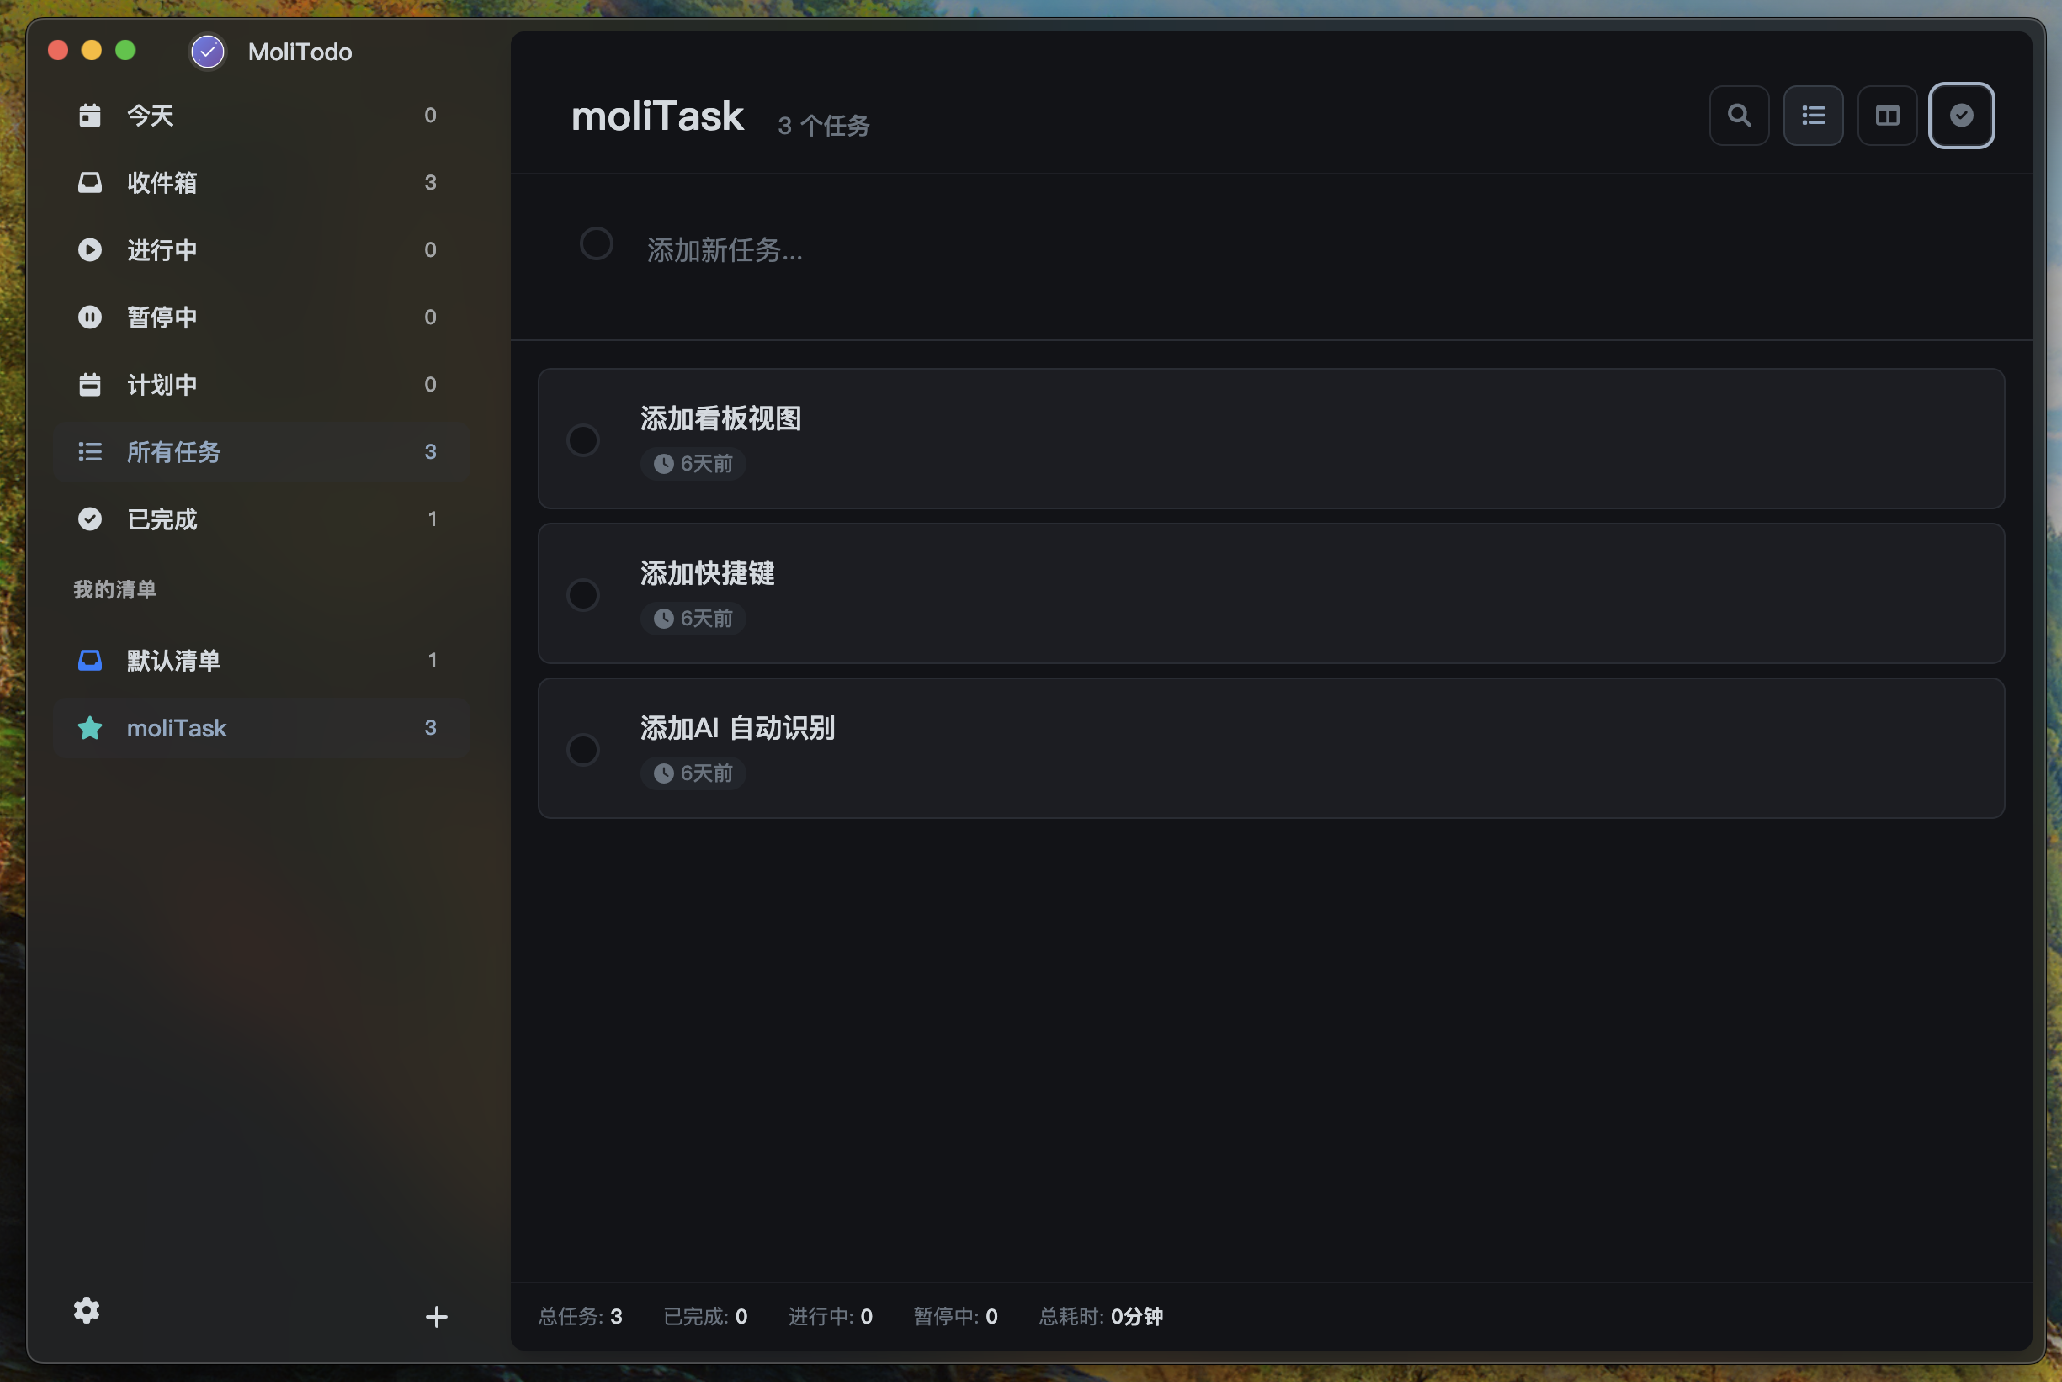 MoliTodo
今天 0
收件箱 3
进行中 0
暂停中 0
计划中 0
所有任务 3
已完成 1
我的清单
默认清单 1
moliTask 3
moliTask 3 个任务
添加新任务...
添加看板视图
6天前
添加快捷键
6天前
添加AI 自动识别
6天前
总任务: 3 已完成: 0 进行中: 0 暂停中: 0 总耗时: 0分钟